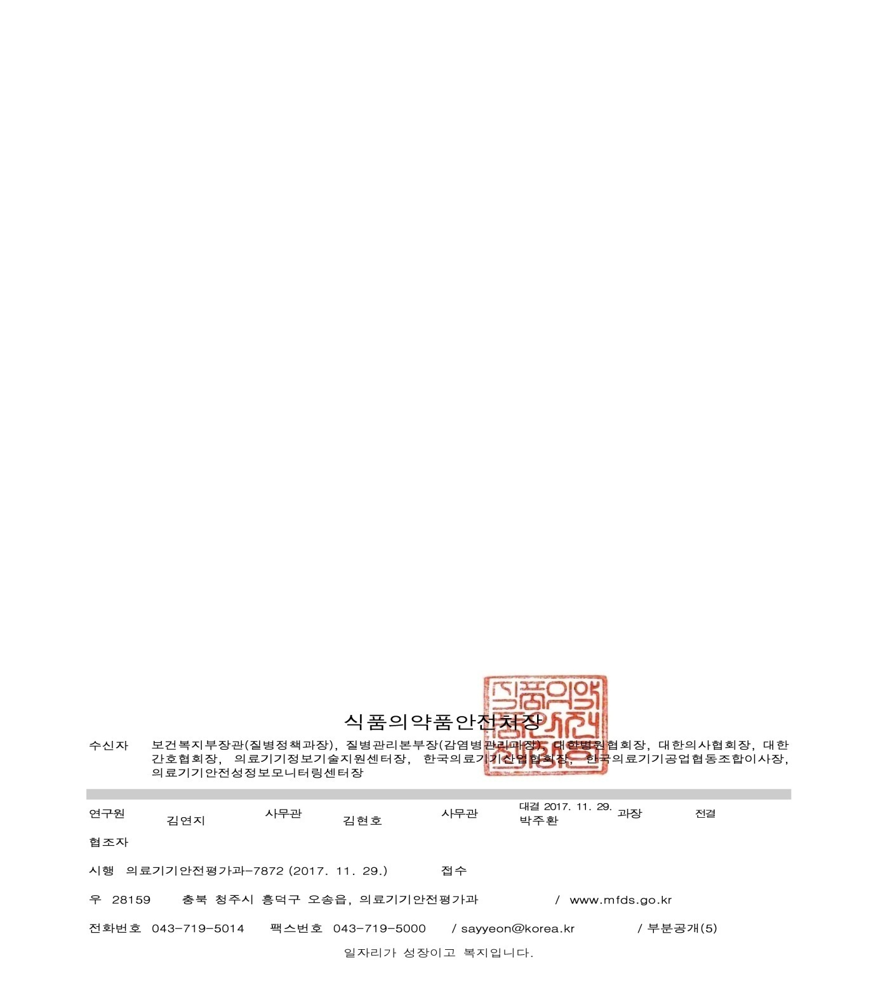 식품의약
품안전
처장인
식품의약품안전처장
수신자 보건복지부장관(질병정책과장), 질병관리본부장(감염병관리과장), 대한병원협회장, 대한의사협회장, 대한
간호협회장, 의료기기정보기술지원센터장, 한국의료기기산업협회장, 한국의료기기공업협동조합이사장,
의료기기안전성정보모니터링센터장
연구원 김연지 사무관 김현호 사무관 대결 2017. 11. 29. 박주환 과장 전결
협조자
시행 의료기기안전평가과-7872 (2017. 11. 29.) 접수
우 28159 충북 청주시 흥덕구 오송읍, 의료기기안전평가과 / www.mfds.go.kr
전화번호 043-719-5014 팩스번호 043-719-5000 / sayyeon@korea.kr / 부분공개(5)
일자리가 성장이고 복지입니다.